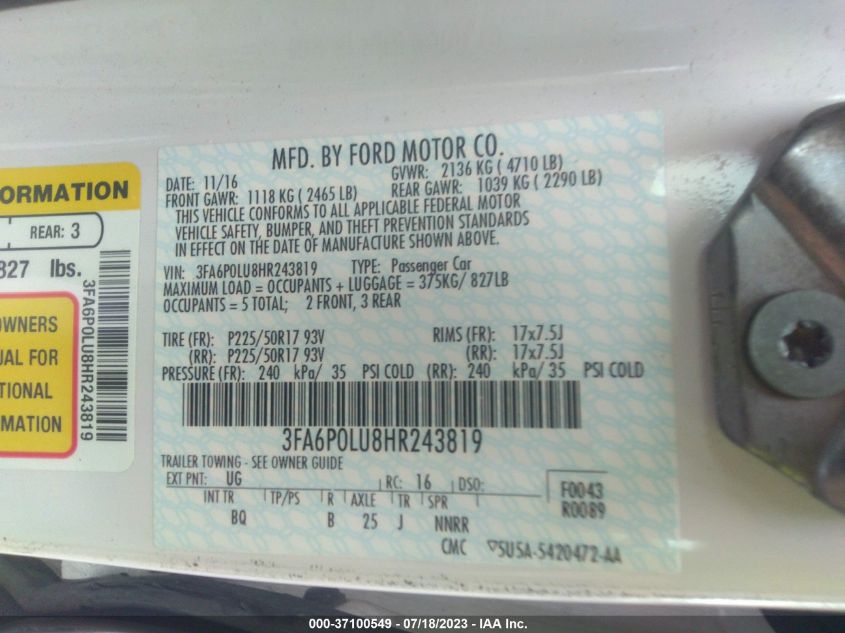 ORMATION
REAR: 3
827 lbs.
OWNERS
UAL FOR
TIONAL
MATION
3FA6P0LU8HR243819
MFD. BY FORD MOTOR CO.
DATE: 11/16 GVWR: 2136 KG ( 4710 LB)
FRONT GAWR: 1118 KG ( 2465 LB) REAR GAWR: 1039 KG ( 2290 LB)
THIS VEHICLE CONFORMS TO ALL APPLICABLE FEDERAL MOTOR
VEHICLE SAFETY, BUMPER, AND THEFT PREVENTION STANDARDS
IN EFFECT ON THE DATE OF MANUFACTURE SHOWN ABOVE.
VIN: 3FA6P0LU8HR243819 TYPE: Passenger Car
MAXIMUM LOAD = OCCUPANTS + LUGGAGE = 375KG/ 827LB
OCCUPANTS = 5 TOTAL; 2 FRONT, 3 REAR
TIRE (FR): P225/50R17 93V RIMS (FR): 17x7.5J
(RR): P225/50R17 93V (RR): 17x7.5J
PRESSURE (FR): 240 kPa/ 35 PSI COLD (RR): 240 kPa/ 35 PSI COLD
3FA6P0LU8HR243819
TRAILER TOWING - SEE OWNER GUIDE
EXT PNT: UG RC: 16 DSO: F0043
INT TR TP/PS R AXLE TR SPR R0089
BQ B 25 J NNRR
CMC 5U5A-5420472-AA
000-37100549 - 07/18/2023 - IAA Inc.